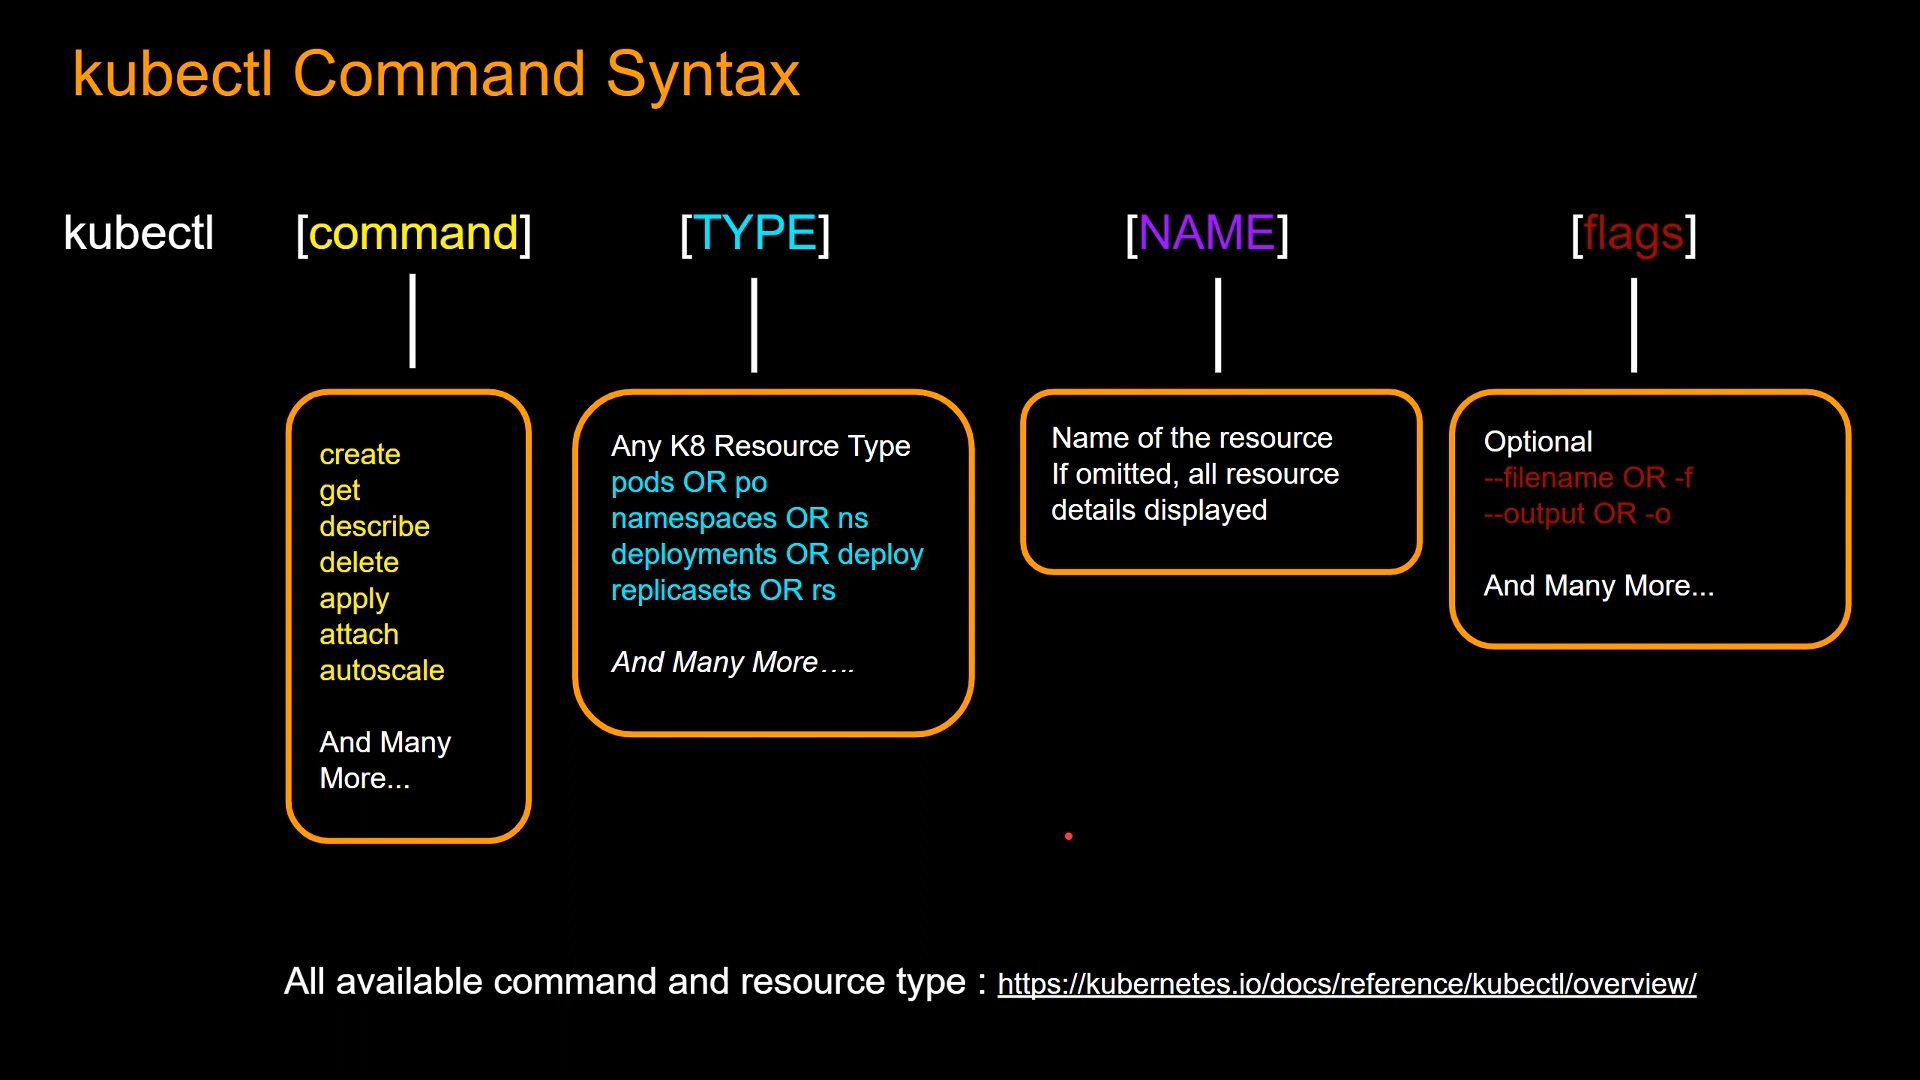 kubectl Command Syntax
kubectl [command] [TYPE] [NAME] [flags]
create
get
describe
delete
apply
attach
autoscale
And Many
More...
Any K8 Resource Type
pods OR po
namespaces OR ns
deployments OR deploy
replicasets OR rs
And Many More....
Name of the resource
If omitted, all resource
details displayed
Optional
--filename OR -f
--output OR -o
And Many More...
All available command and resource type : https://kubernetes.io/docs/reference/kubectl/overview/